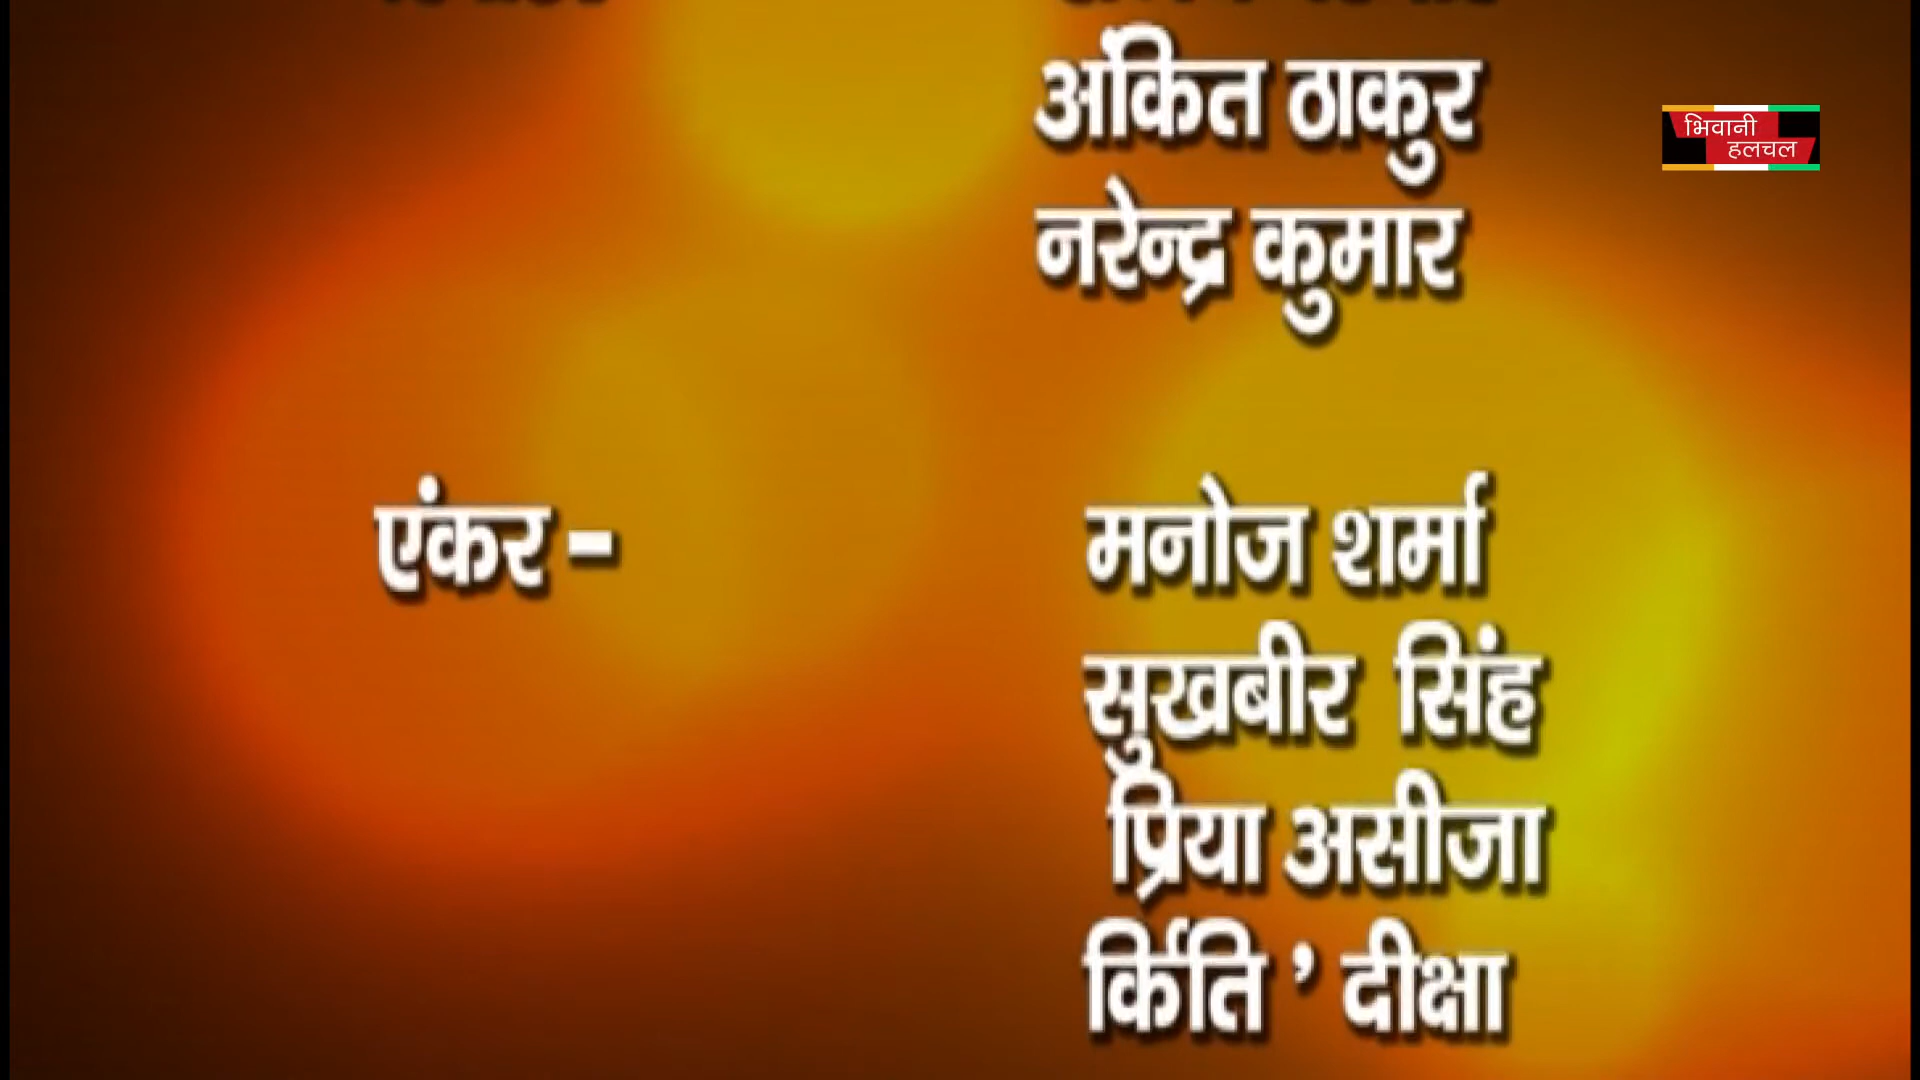 अंकित ठाकुर
भिवानी
हलचल
नरेन्द्र कुमार
एंकर - मनोज शर्मा
सुखबीर सिंह
प्रिया असीजा
र्किति ’ दीक्षा